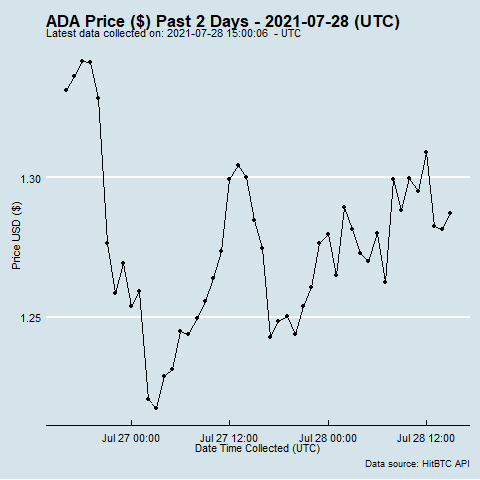 ADA Price ($) Past 2 Days - 2021-07-28 (UTC)
Latest data collected on: 2021-07-28 15:00:06 - UTC
1.30
1.25
Price USD ($)
Jul 27 00:00
Jul 27 12:00
Jul 28 00:00
Jul 28 12:00
Date Time Collected (UTC)
Data source: HitBTC API